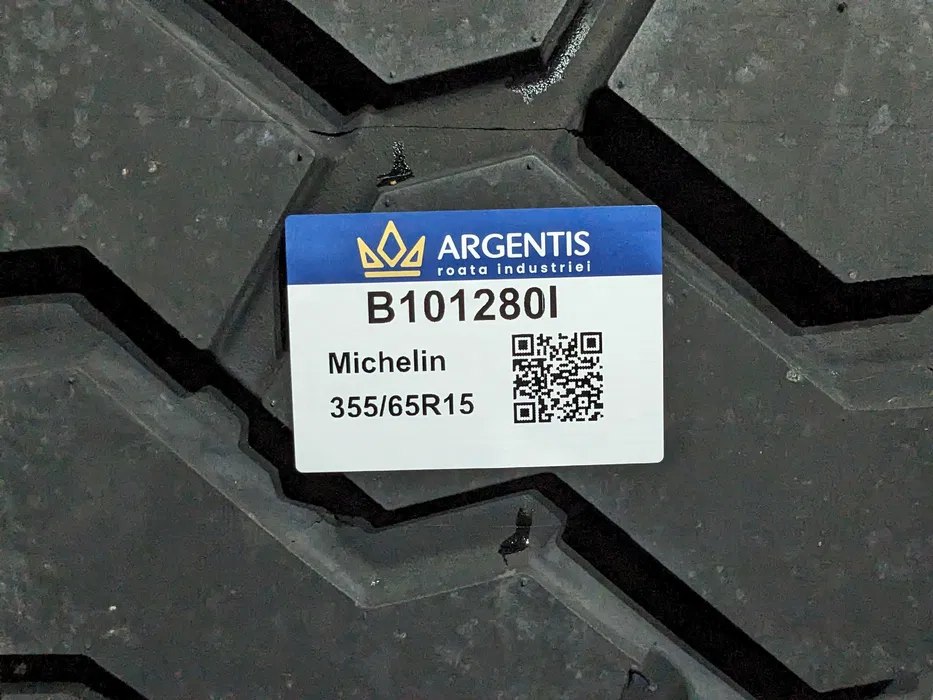 ARGENTIS
roata industriei
B101280I
Michelin
355/65R15